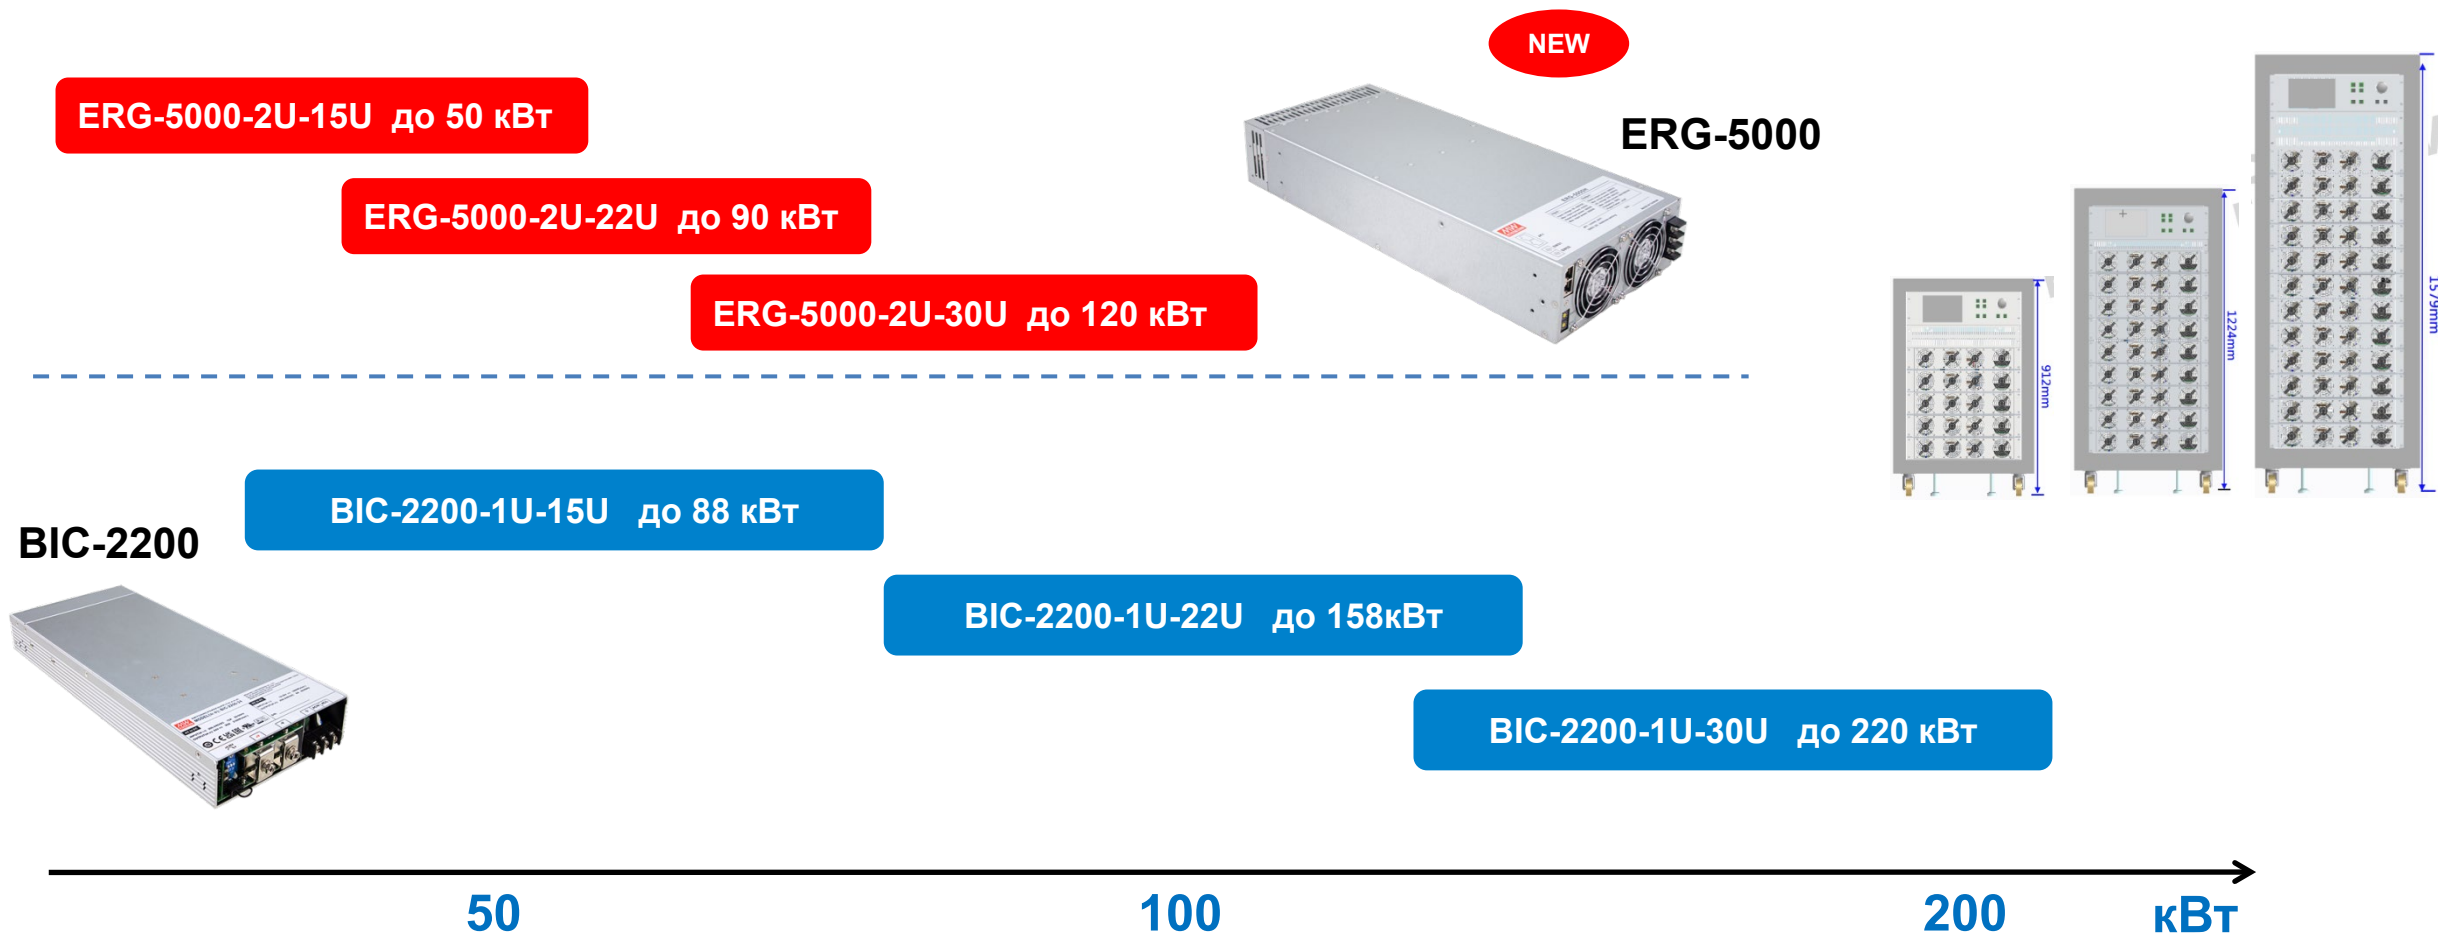 NEW
ERG-5000-2U-15U до 50 кВт
ERG-5000
ERG-5000-2U-22U до 90 кВт
ERG-5000-2U-30U до 120 кВт
912mm
1224mm
1579mm
BIC-2200-1U-15U до 88 кВт
BIC-2200
BIC-2200-1U-22U до 158кВт
BIC-2200-1U-30U до 220 кВт
50
100
200
кВт